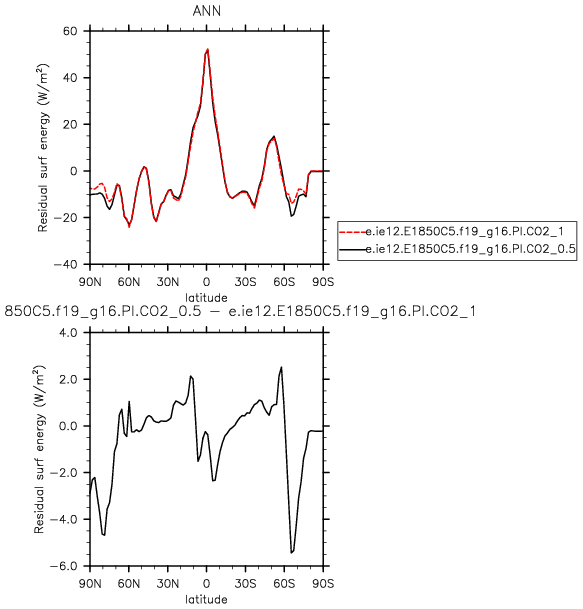 ANN
Residual surf energy (W/m²)
60
40
20
0
−20
−40
90N 60N 30N 0 30S 60S 90S
latitude
e.ie12.E1850C5.f19_g16.PI.CO2_1
e.ie12.E1850C5.f19_g16.PI.CO2_0.5
850C5.f19_g16.PI.CO2_0.5 − e.ie12.E1850C5.f19_g16.PI.CO2_1
Residual surf energy (W/m²)
4.0
2.0
0.0
−2.0
−4.0
−6.0
90N 60N 30N 0 30S 60S 90S
latitude